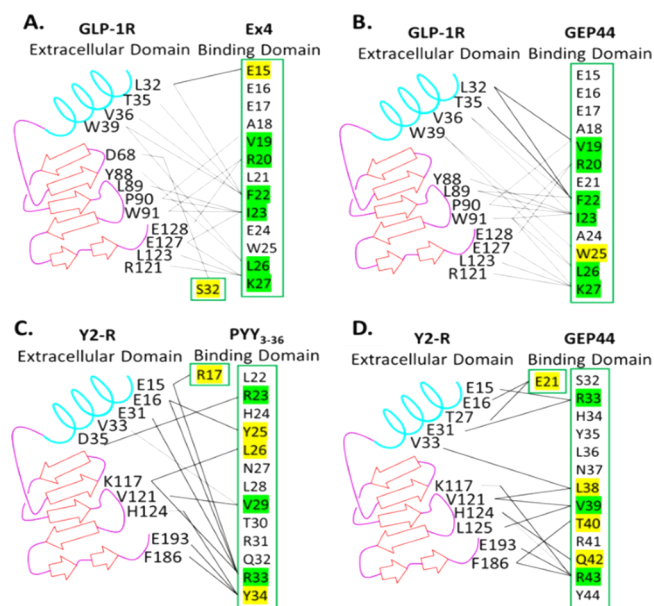 A.
GLP-1R
Extracellular Domain
Ex4
Binding Domain
L32
T35
V36
W39
D68
Y88
L89
P90
W91
E128
E127
L123
R121
E15
E16
E17
A18
V19
R20
L21
F22
I23
E24
W25
L26
K27
S32
B.
GLP-1R
Extracellular Domain
GEP44
Binding Domain
L32
T35
V36
W39
Y88
L89
P90
W91
E128
E127
L123
R121
E15
E16
E17
A18
V19
R20
E21
F22
I23
A24
W25
L26
K27
C.
Y2-R
Extracellular Domain
PYY3-36
Binding Domain
E15
E16
E31
V33
D35
K117
V121
H124
E193
F186
R17
L22
R23
H24
Y25
L26
N27
L28
V29
T30
R31
Q32
R33
Y34
D.
Y2-R
Extracellular Domain
GEP44
Binding Domain
E15
E16
T27
E31
V33
K117
V121
H124
L125
E193
F186
E21
S32
R33
H34
Y35
L36
N37
L38
V39
T40
R41
Q42
R43
Y44